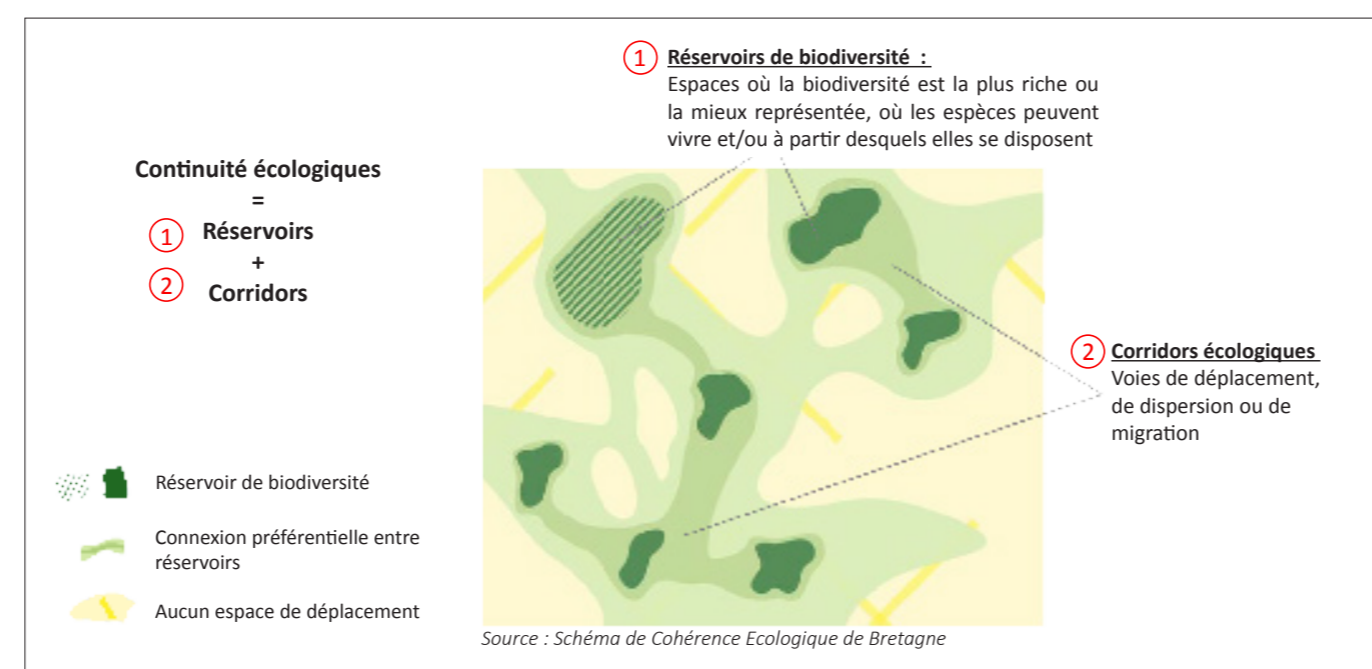 ① Réservoirs de biodiversité :
Espaces où la biodiversité est la plus riche ou
la mieux représentée, où les espèces peuvent
vivre et/ou à partir desquels elles se disposent
Continuité écologiques
=
① Réservoirs
+
② Corridors
② Corridors écologiques
Voies de déplacement,
de dispersion ou de
migration
Réservoir de biodiversité
Connexion préférentielle entre
réservoirs
Aucun espace de déplacement
Source : Schéma de Cohérence Ecologique de Bretagne